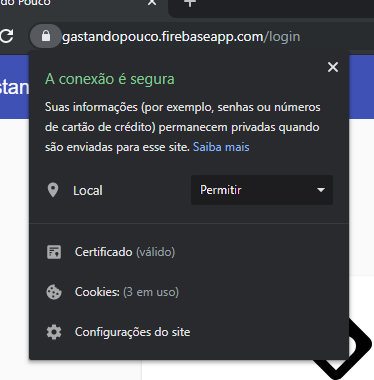 do Pouco
gastandopouco.firebaseapp.com/login
stan
A conexão é segura
Suas informações (por exemplo, senhas ou números
de cartão de crédito) permanecem privadas quando
são enviadas para esse site. Saiba mais
Local Permitir
Certificado (válido)
Cookies: (3 em uso)
Configurações do site